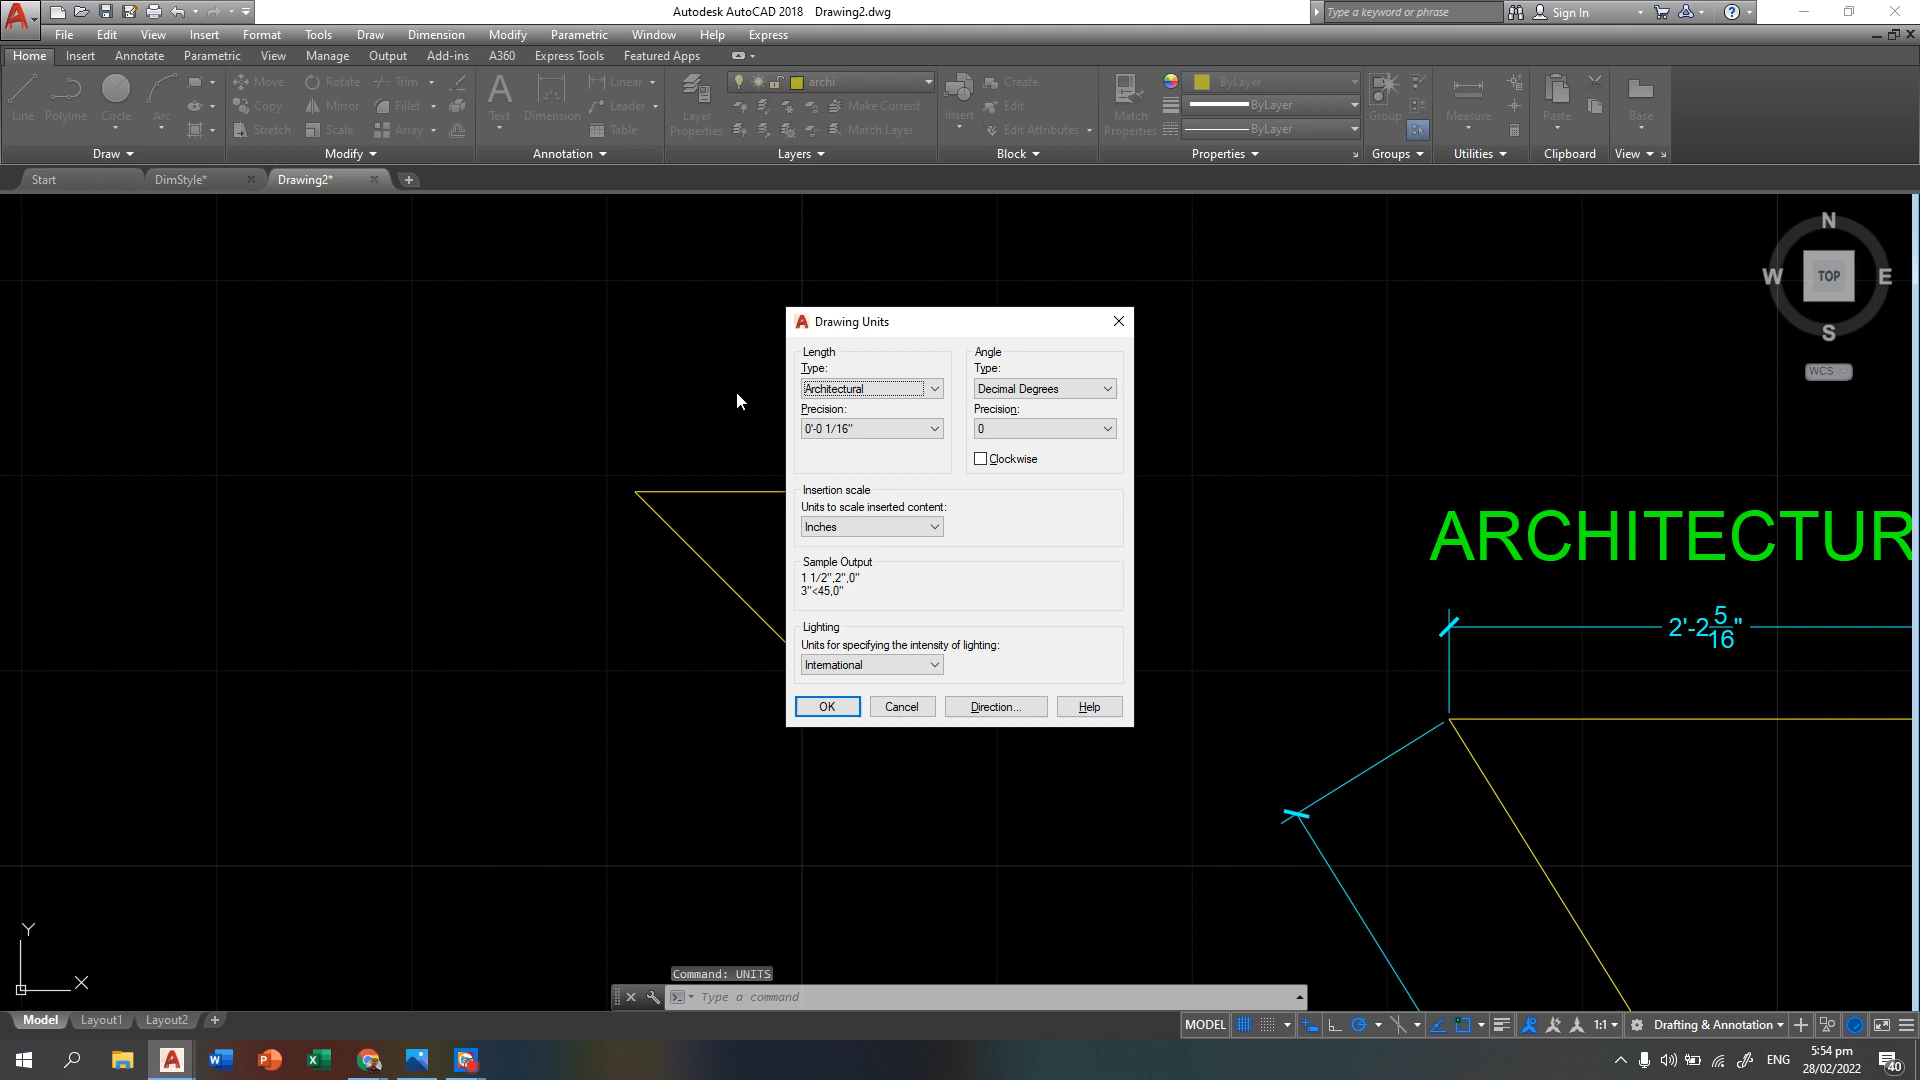 Autodesk AutoCAD 2018 Drawing2.dwg
Type a keyword or phrase
Sign In
File Edit View Insert Format Tools Draw Dimension Modify Parametric Window Help Express
Home Insert Annotate Parametric View Manage Output Add-ins A360 Express Tools Featured Apps
Line Polyline Circle Arc
Move Rotate Trim
Copy Mirror Fillet
Stretch Scale Array
Text Dimension
Linear
Leader
Table
Layer Properties
archi
Make Current
Match Layer
Insert
Create
Edit
Edit Attributes
Match Properties
ByLayer
ByLayer
ByLayer
Group
Measure
Paste
Base
Draw Modify Annotation Layers Block Properties Groups Utilities Clipboard View
Start DimStyle* Drawing2*
N
W TOP E
S
WCS
Drawing Units
Length
Type:
Architectural
Precision:
0'-0 1/16"
Angle
Type:
Decimal Degrees
Precision:
0
Clockwise
Insertion scale
Units to scale inserted content:
Inches
Sample Output
1 1/2",2",0"
3"<45,0"
Lighting
Units for specifying the intensity of lighting:
International
OK Cancel Direction... Help
ARCHITECTUR
2'-2 5/16"
Y
X
Command: UNITS
Type a command
Model Layout1 Layout2
MODEL 1:1 Drafting & Annotation
ENG
5:54 pm
28/02/2022
40